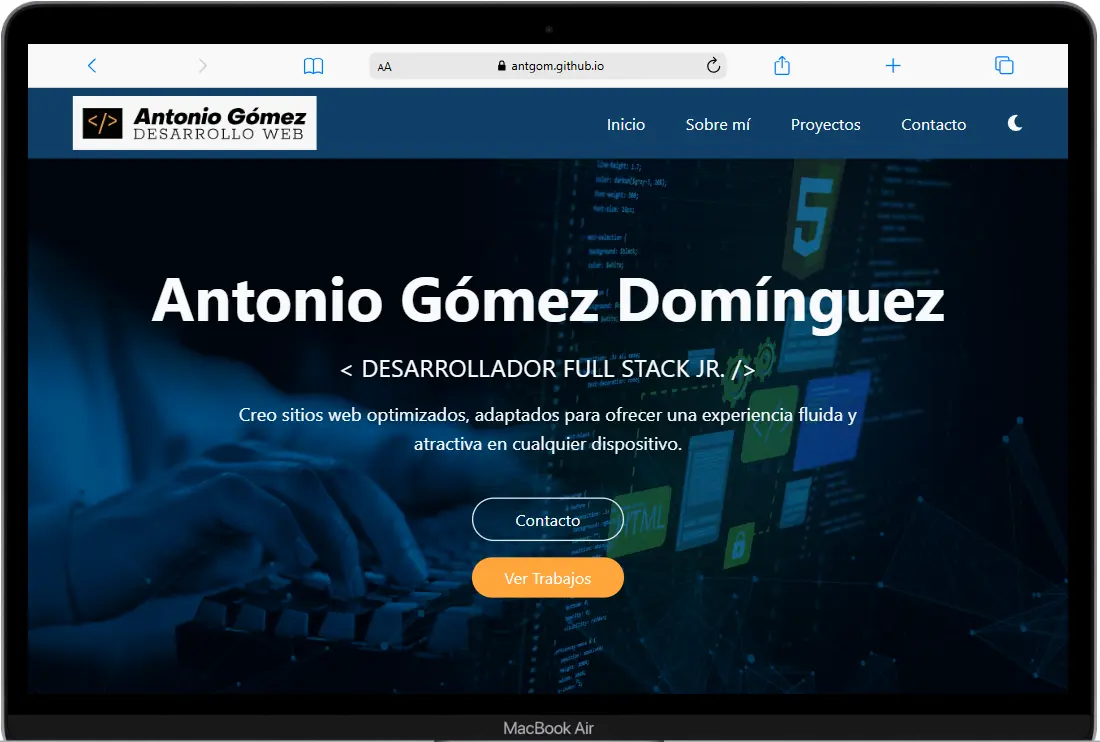 AA
antgom.github.io
</>
Antonio Gómez
DESARROLLO WEB
Inicio
Sobre mí
Proyectos
Contacto
5
Antonio Gómez Domínguez
< DESARROLLADOR FULL STACK JR. />
Creo sitios web optimizados, adaptados para ofrecer una experiencia fluida y
atractiva en cualquier dispositivo.
</>
Contacto
HTML
Ver Trabajos
MacBook Air